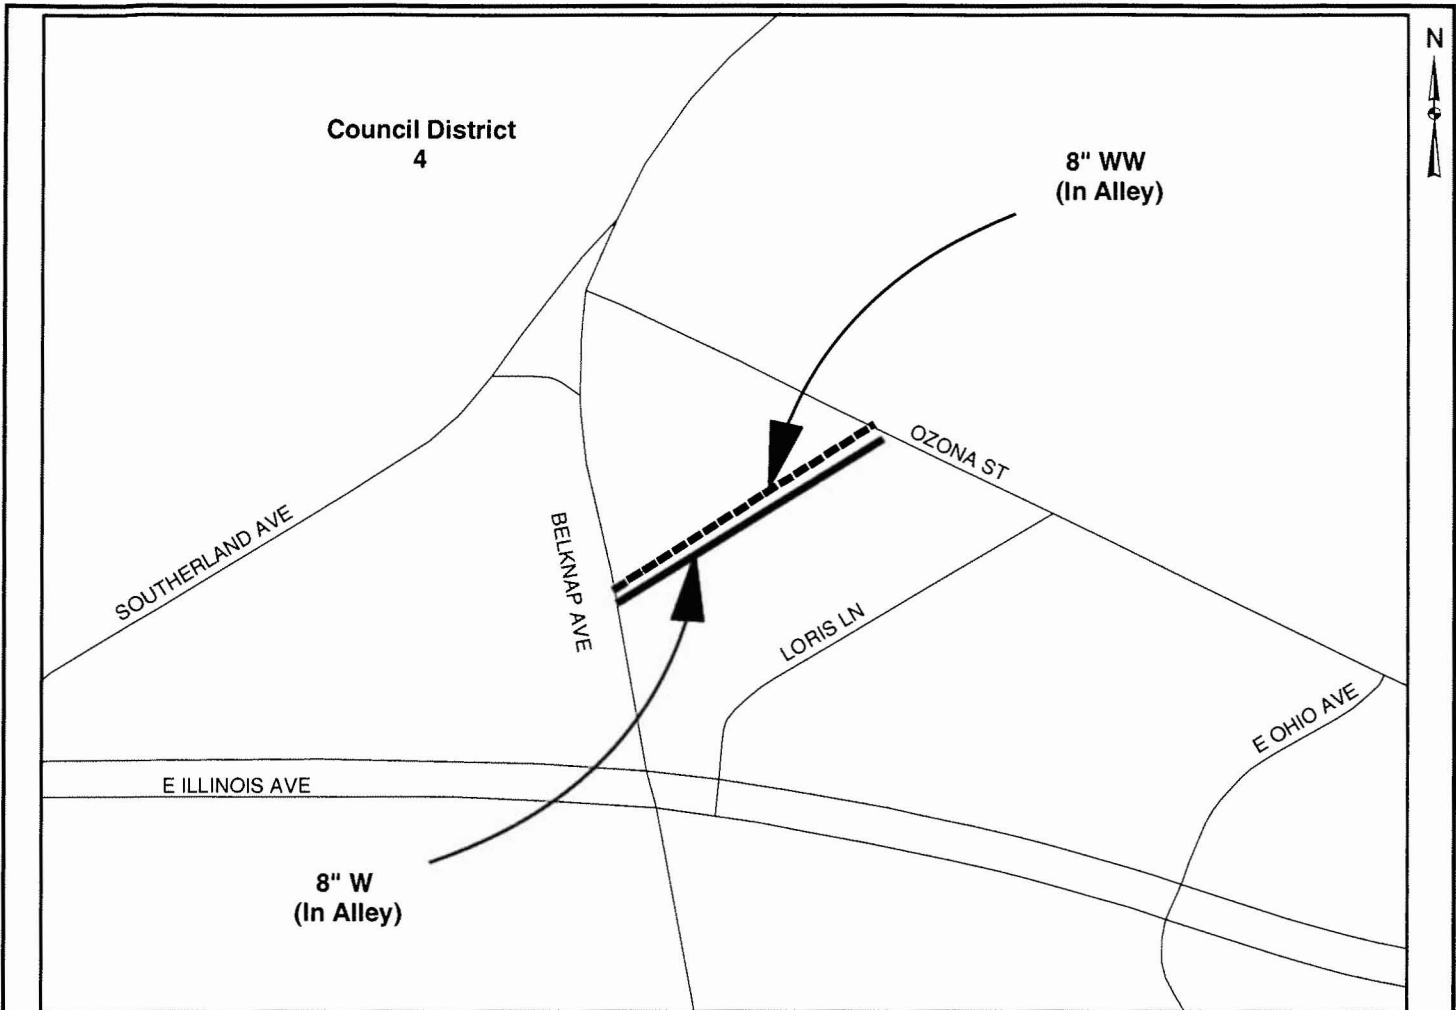 N
Council District
4
8" WW
(In Alley)
OZONA ST
SOUTHERLAND AVE
BELKNAP AVE
LORIS LN
E OHIO AVE
E ILLINOIS AVE
8" W
(In Alley)